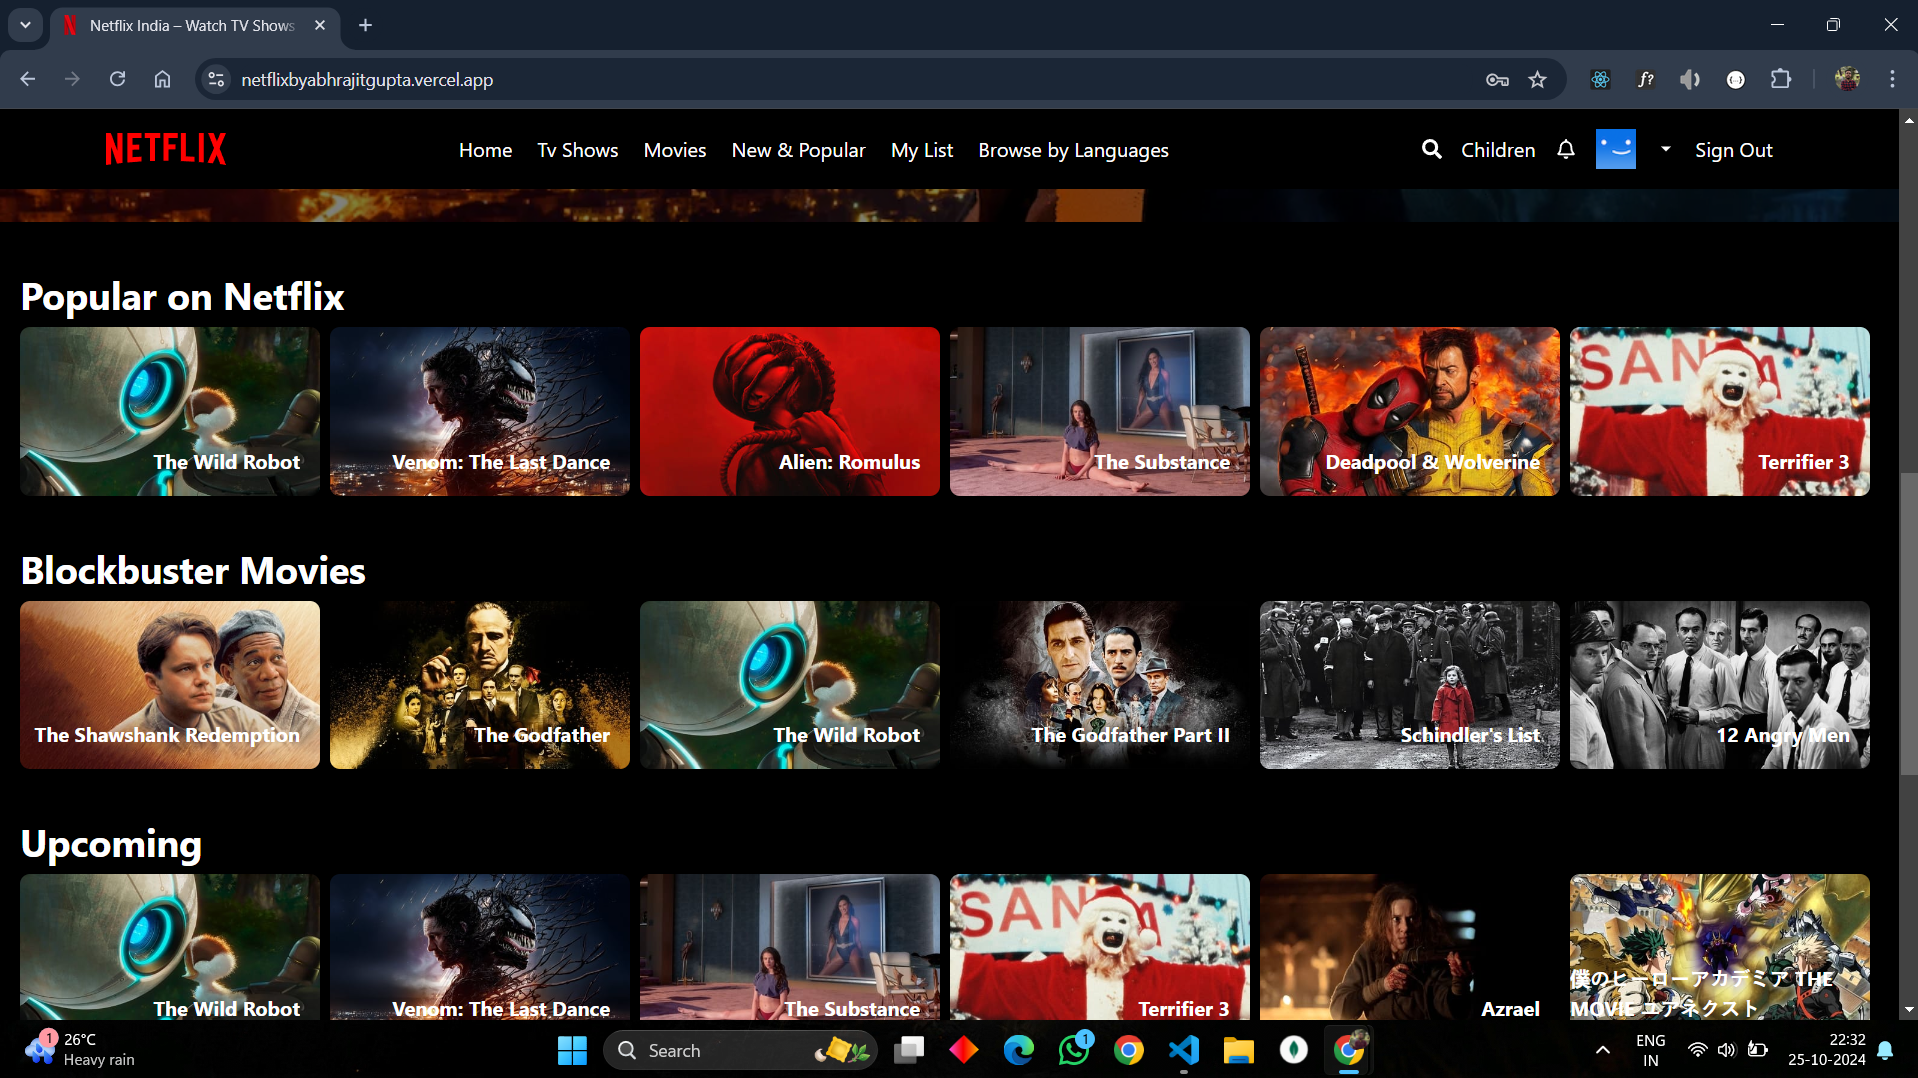 Netflix India – Watch TV Shows
netflixbyabhrajitgupta.vercel.app
NETFLIX
Home Tv Shows Movies New & Popular My List Browse by Languages
Children Sign Out
Popular on Netflix
The Wild Robot
Venom: The Last Dance
Alien: Romulus
The Substance
Deadpool & Wolverine
SANTA
Terrifier 3
Blockbuster Movies
The Shawshank Redemption
The Godfather
The Wild Robot
The Godfather Part II
Schindler's List
12 Angry Men
Upcoming
The Wild Robot
Venom: The Last Dance
The Substance
SANTA
Terrifier 3
Azrael
僕のヒーローアカデミア THE
MOVIE ユアネクスト
1
26°C
Heavy rain
Search
1
ENG
IN
22:32
25-10-2024